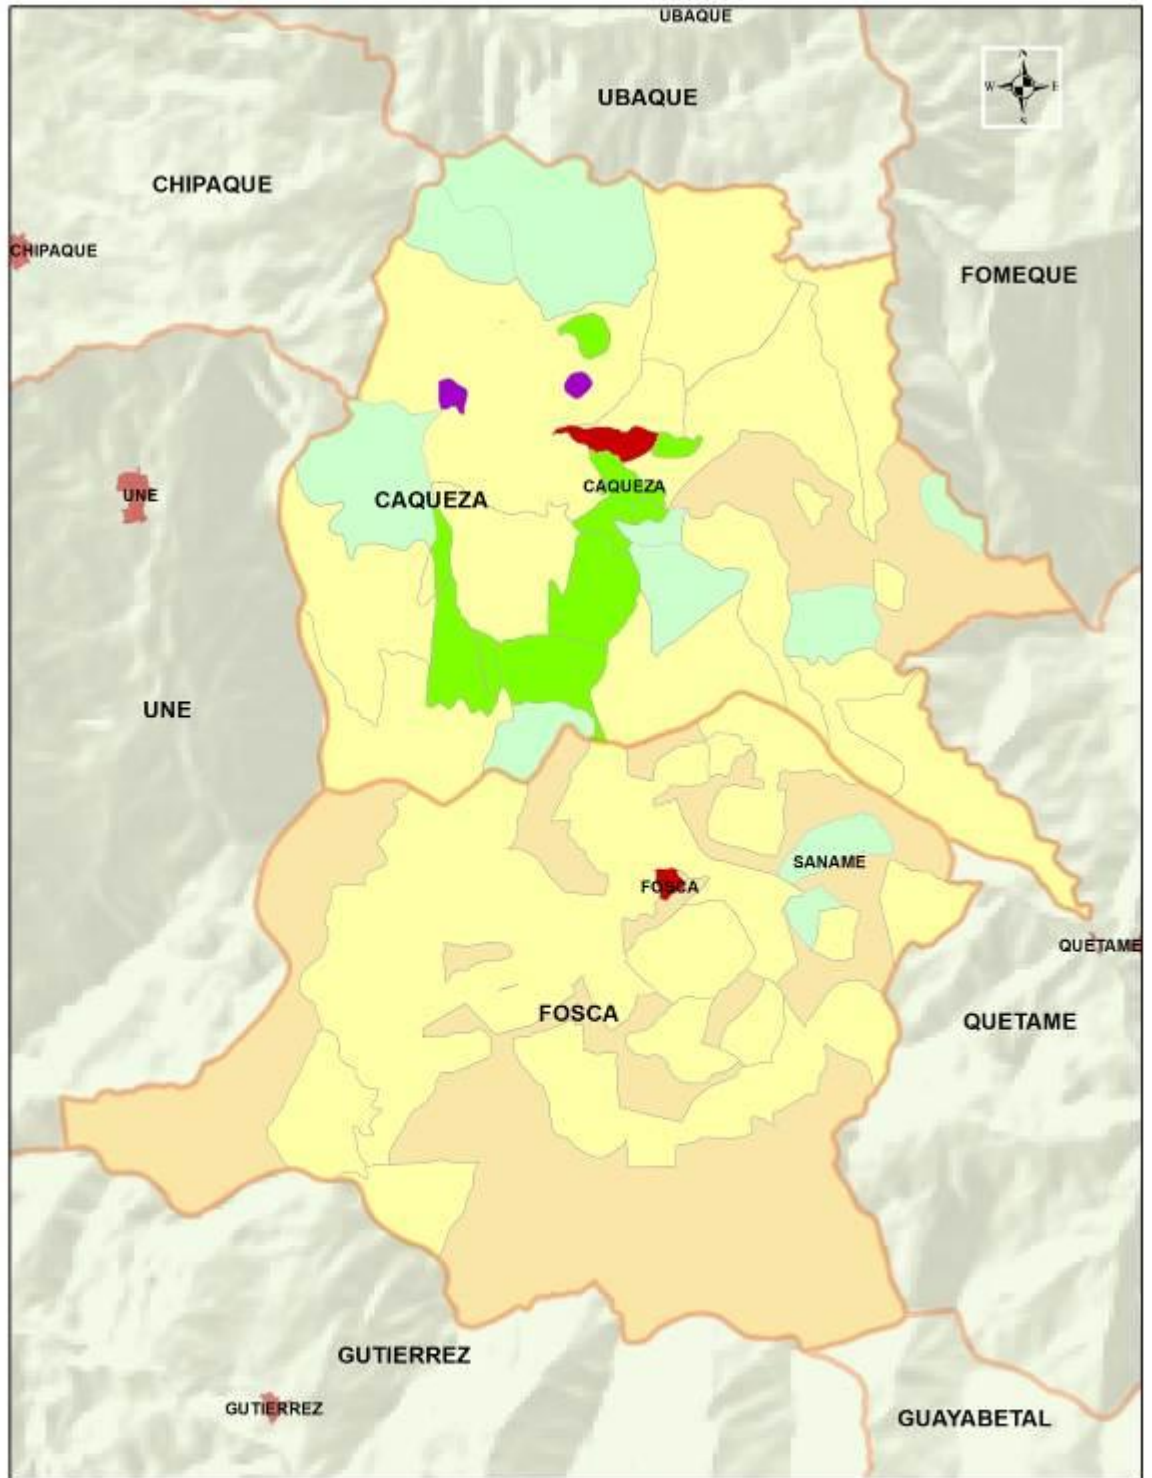 UBAQUE
UBAQUE
N
W E
S
CHIPAQUE
CHIPAQUE
FOMEQUE
CAQUEZA
CAQUEZA
UNE
UNE
SANAME
FOSCA
QUETAME
FOSCA
QUETAME
GUTIERREZ
GUTIERREZ
GUAYABETAL